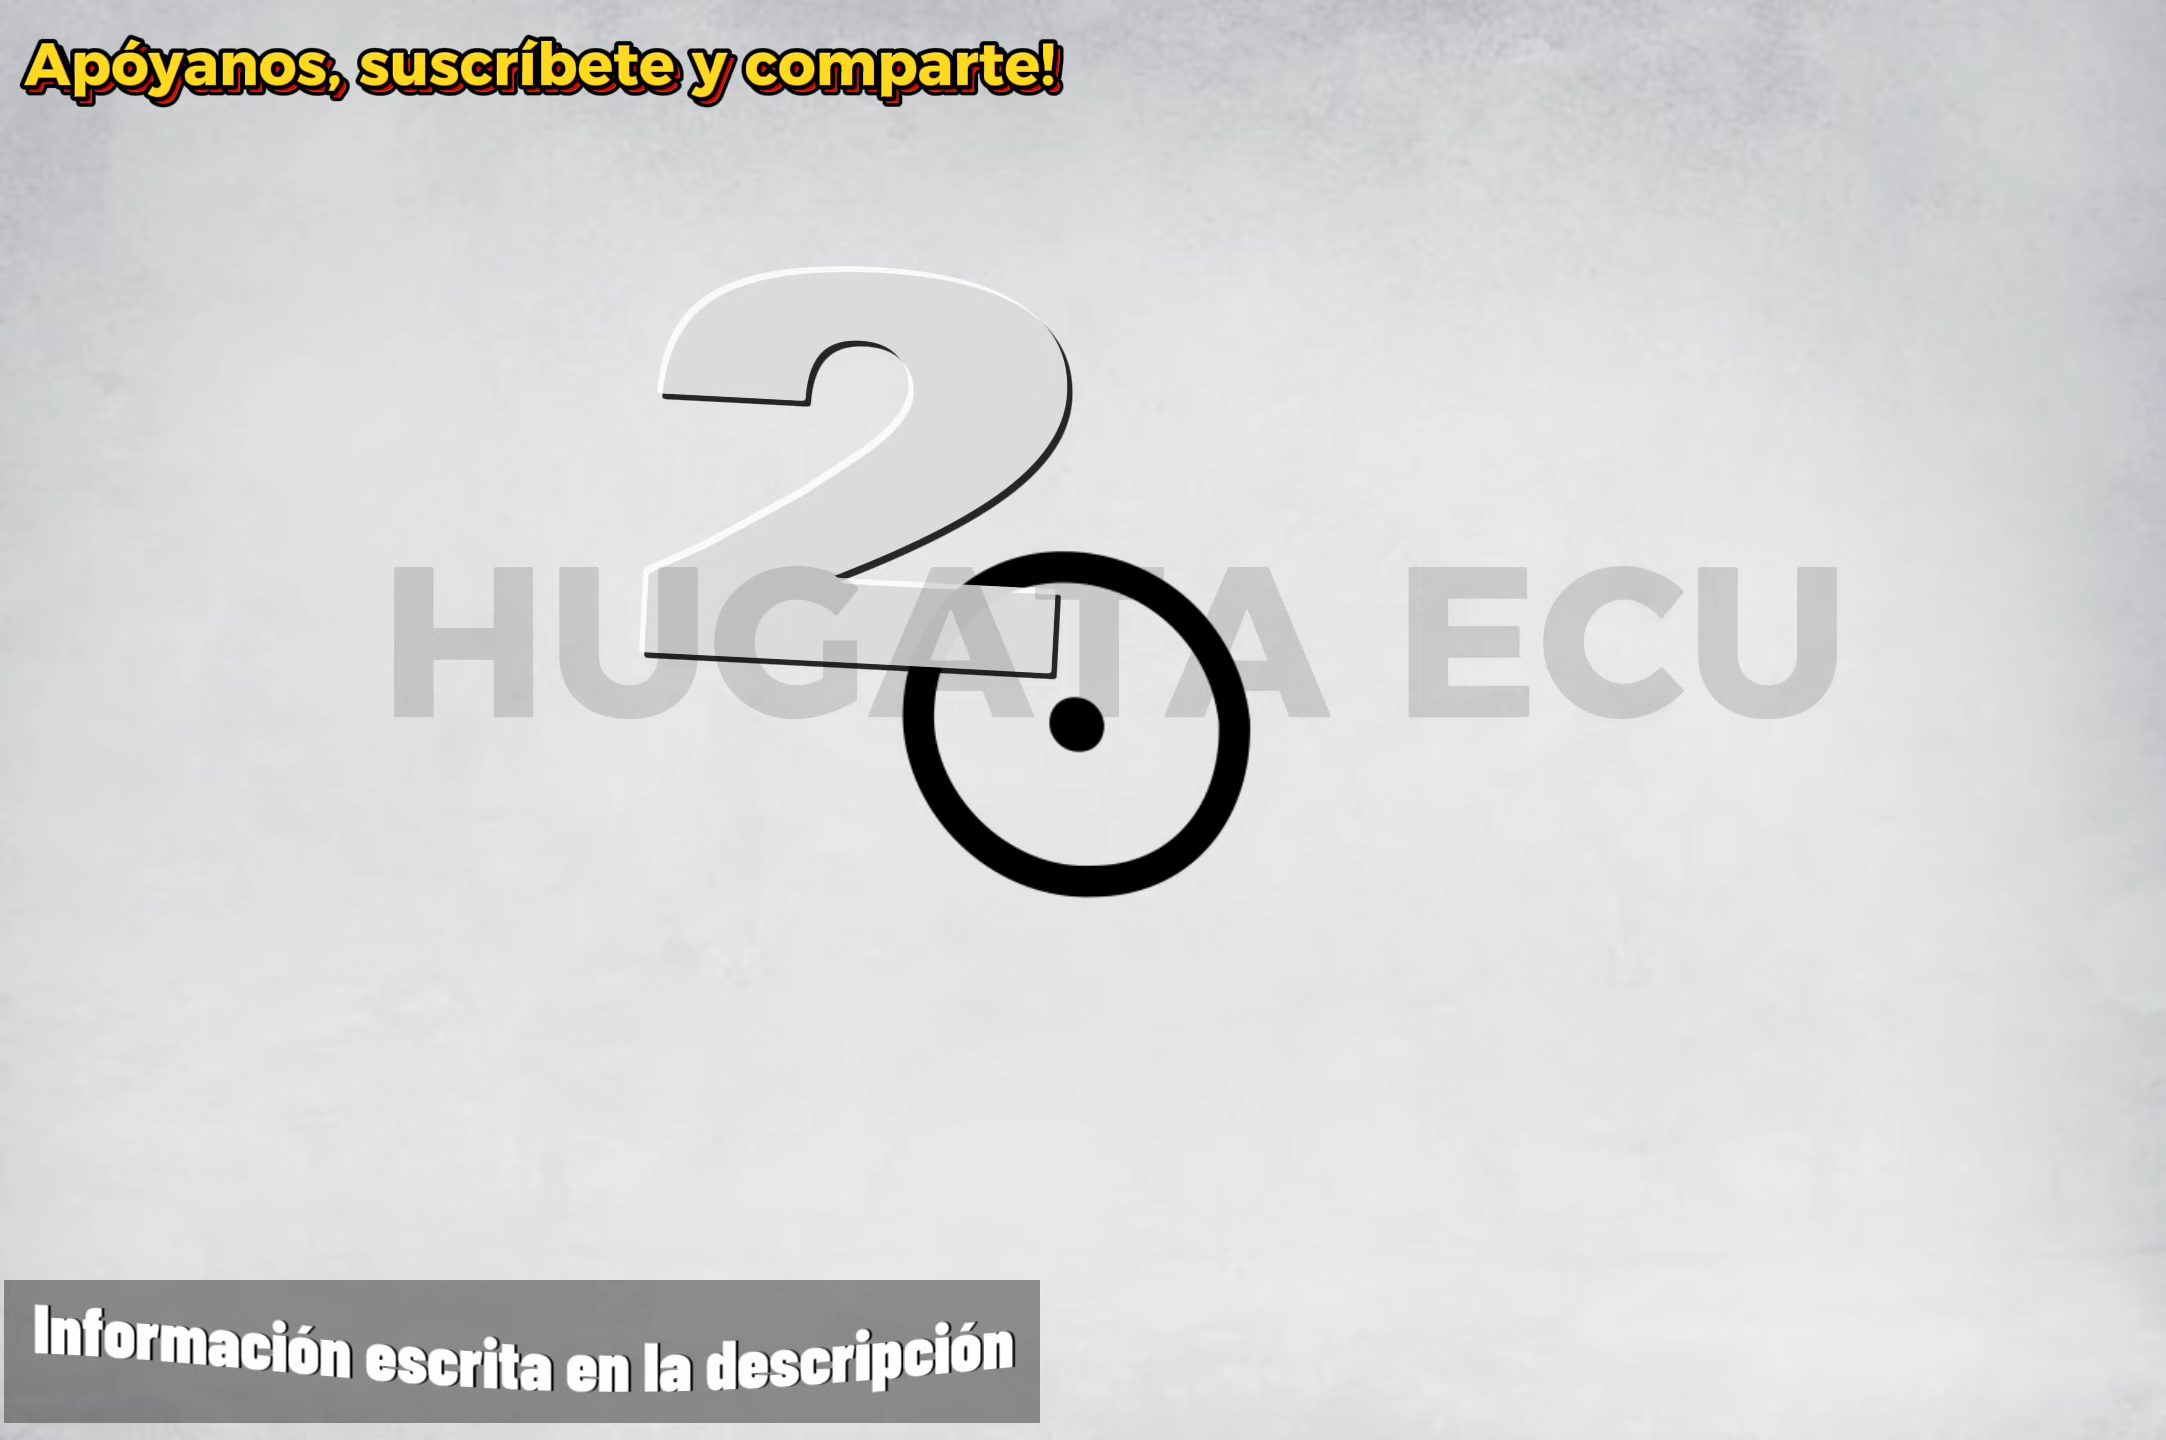 Apóyanos, suscríbete y comparte!
2
HUGATA ECU
Información escrita en la descripción